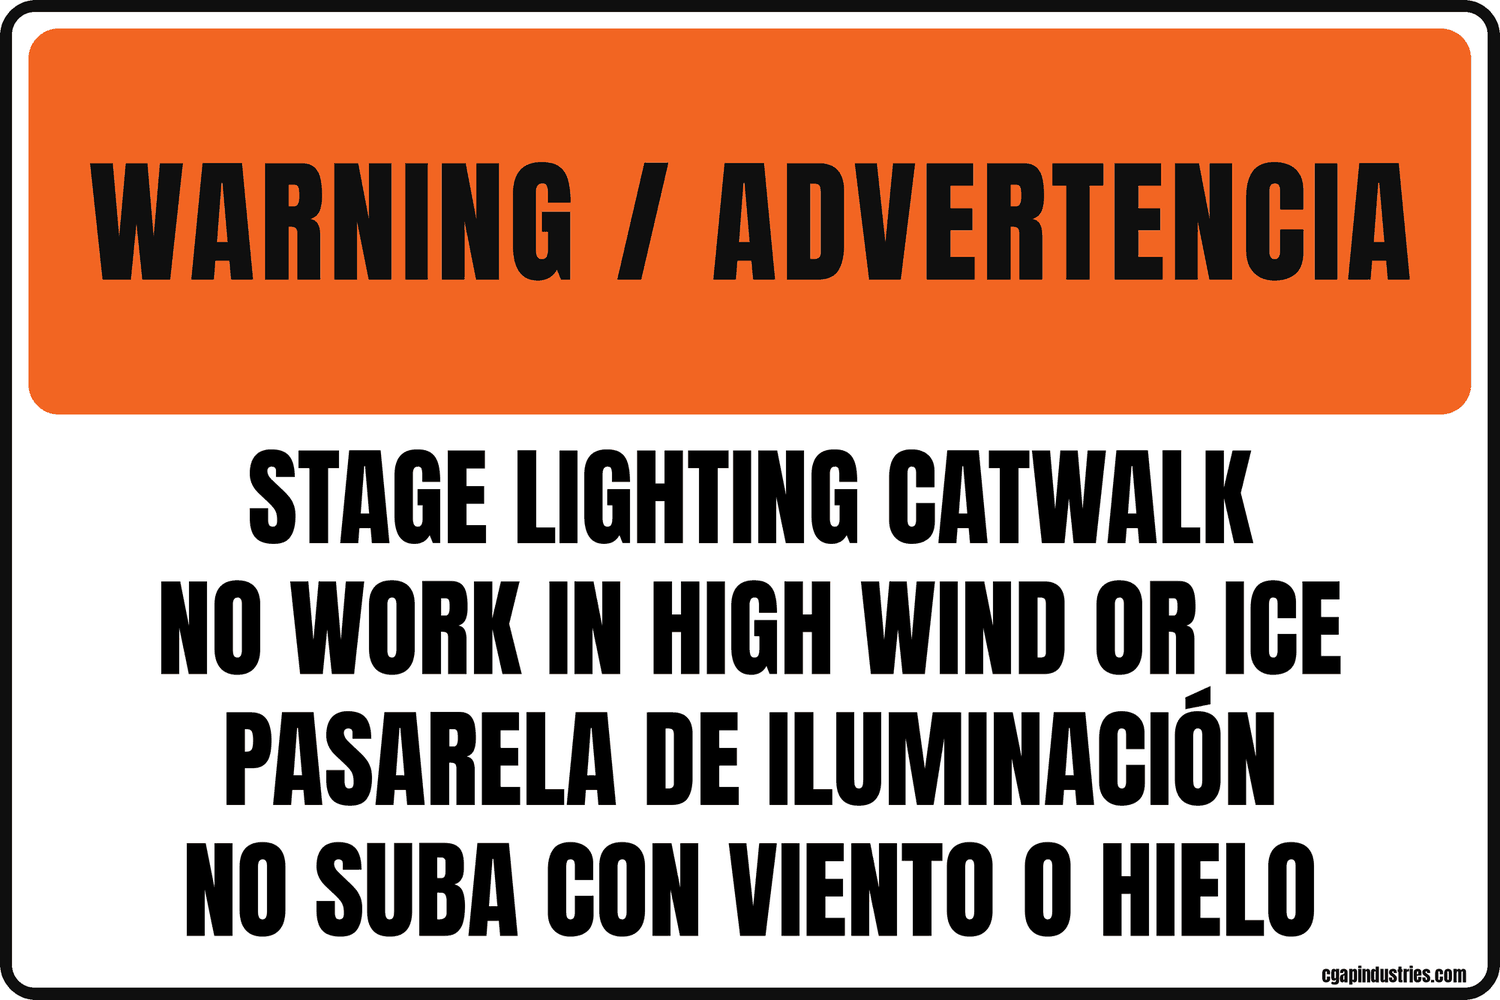 WARNING / ADVERTENCIA
STAGE LIGHTING CATWALK
NO WORK IN HIGH WIND OR ICE
PASARELA DE ILUMINACIÓN
NO SUBA CON VIENTO O HIELO
cgapindustries.com